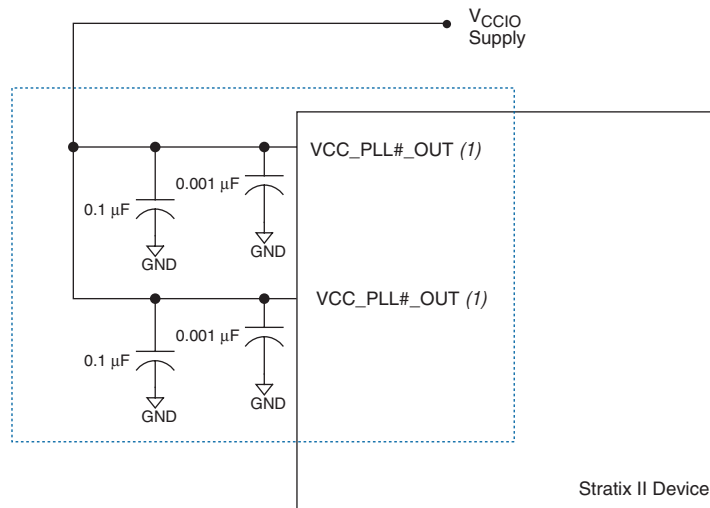 VCCIO
Supply
VCC_PLL#_OUT (1)
0.001 μF
0.1 μF
GND
GND
VCC_PLL#_OUT (1)
0.001 μF
0.1 μF
GND
GND
Stratix II Device